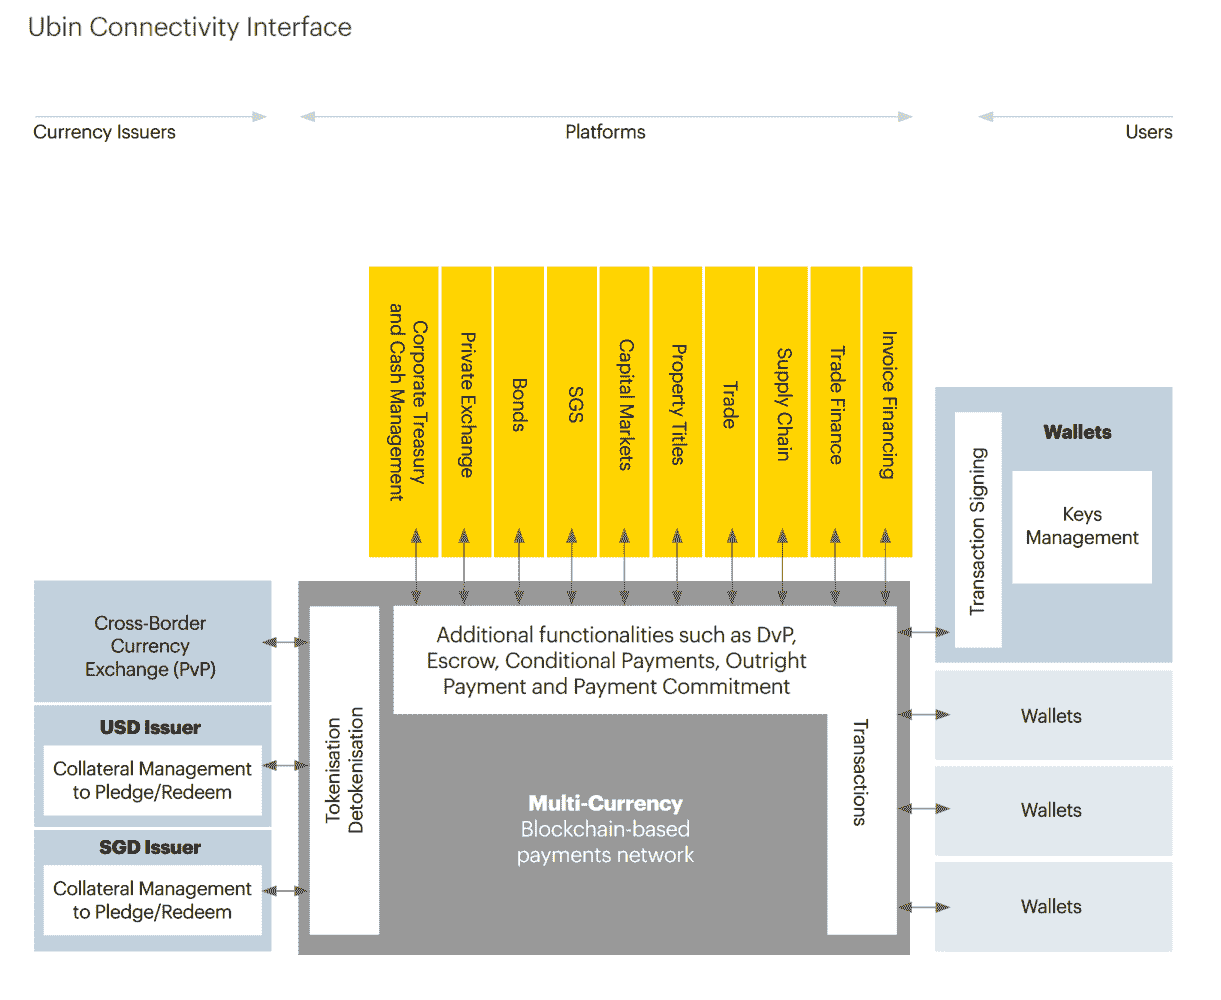 Ubin Connectivity Interface
Currency Issuers
Platforms
Users
Corporate Treasury
and Cash Management
Private Exchange
Bonds
SGS
Capital Markets
Property Titles
Trade
Supply Chain
Trade Finance
Invoice Financing
Wallets
Transaction Signing
Keys
Management
Cross-Border
Currency
Exchange (PvP)
USD Issuer
Collateral Management
to Pledge/Redeem
SGD Issuer
Collateral Management
to Pledge/Redeem
Tokenisation
Detokenisation
Additional functionalities such as DvP,
Escrow, Conditional Payments, Outright
Payment and Payment Commitment
Transactions
Multi-Currency
Blockchain-based
payments network
Wallets
Wallets
Wallets